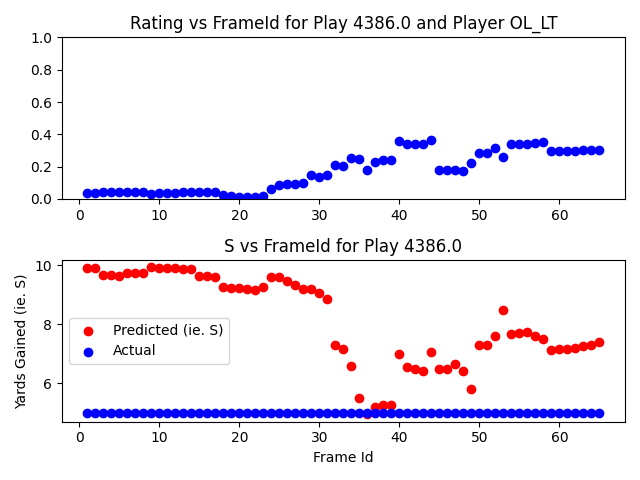 Rating vs FrameId for Play 4386.0 and Player OL_LT
1.0
0.8
0.6
0.4
0.2
0.0
0 10 20 30 40 50 60
S vs FrameId for Play 4386.0
Yards Gained (ie. S)
10
8
6
Predicted (ie. S)
Actual
0 10 20 30 40 50 60
Frame Id